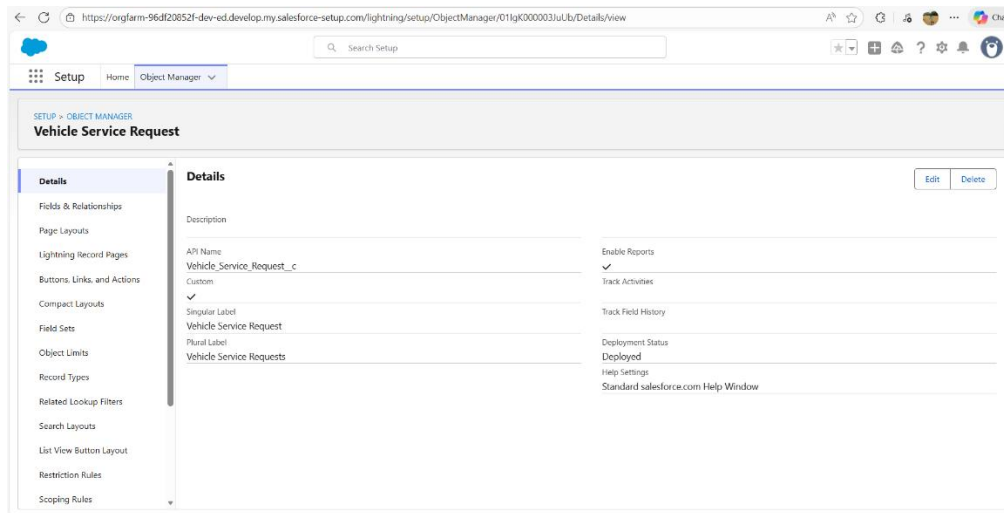 https://orgfarm-96df20852f-dev-ed.develop.my.salesforce-setup.com/lightning/setup/ObjectManager/01IgK000003JuUb/Details/view
Search Setup
Setup Home Object Manager
SETUP > OBJECT MANAGER
Vehicle Service Request
Details
Fields & Relationships
Page Layouts
Lightning Record Pages
Buttons, Links, and Actions
Compact Layouts
Field Sets
Object Limits
Record Types
Related Lookup Filters
Search Layouts
List View Button Layout
Restriction Rules
Scoping Rules
Details
Edit Delete
Description
API Name
Vehicle_Service_Request__c
Custom
Singular Label
Vehicle Service Request
Plural Label
Vehicle Service Requests
Enable Reports
Track Activities
Track Field History
Deployment Status
Deployed
Help Settings
Standard salesforce.com Help Window